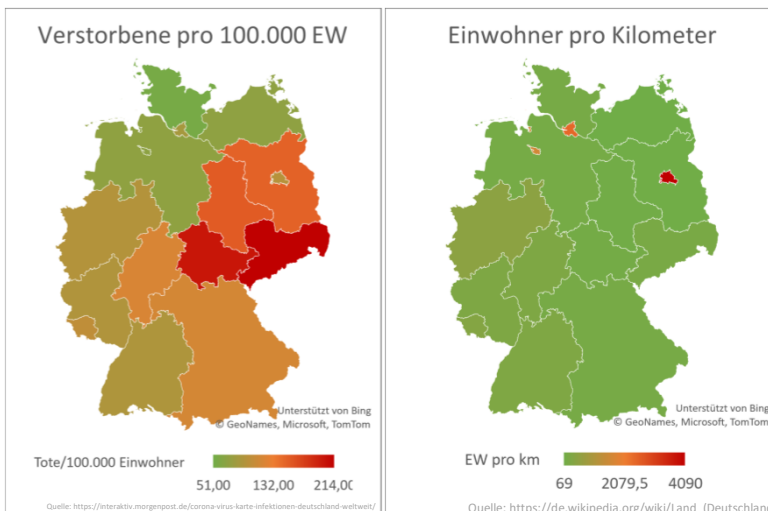 Verstorbene pro 100.000 EW
Unterstützt von Bing
© GeoNames, Microsoft, TomTom
Tote/100.000 Einwohner
51,00
132,00
214,00
Quelle: https://interaktiv.morgenpost.de/corona-virus-karte-infektionen-deutschland-weltweit/
Einwohner pro Kilometer
Unterstützt von Bing
© GeoNames, Microsoft, TomTom
EW pro km
69
2079,5
4090
Quelle: https://de.wikipedia.org/wiki/Land_(Deutschland